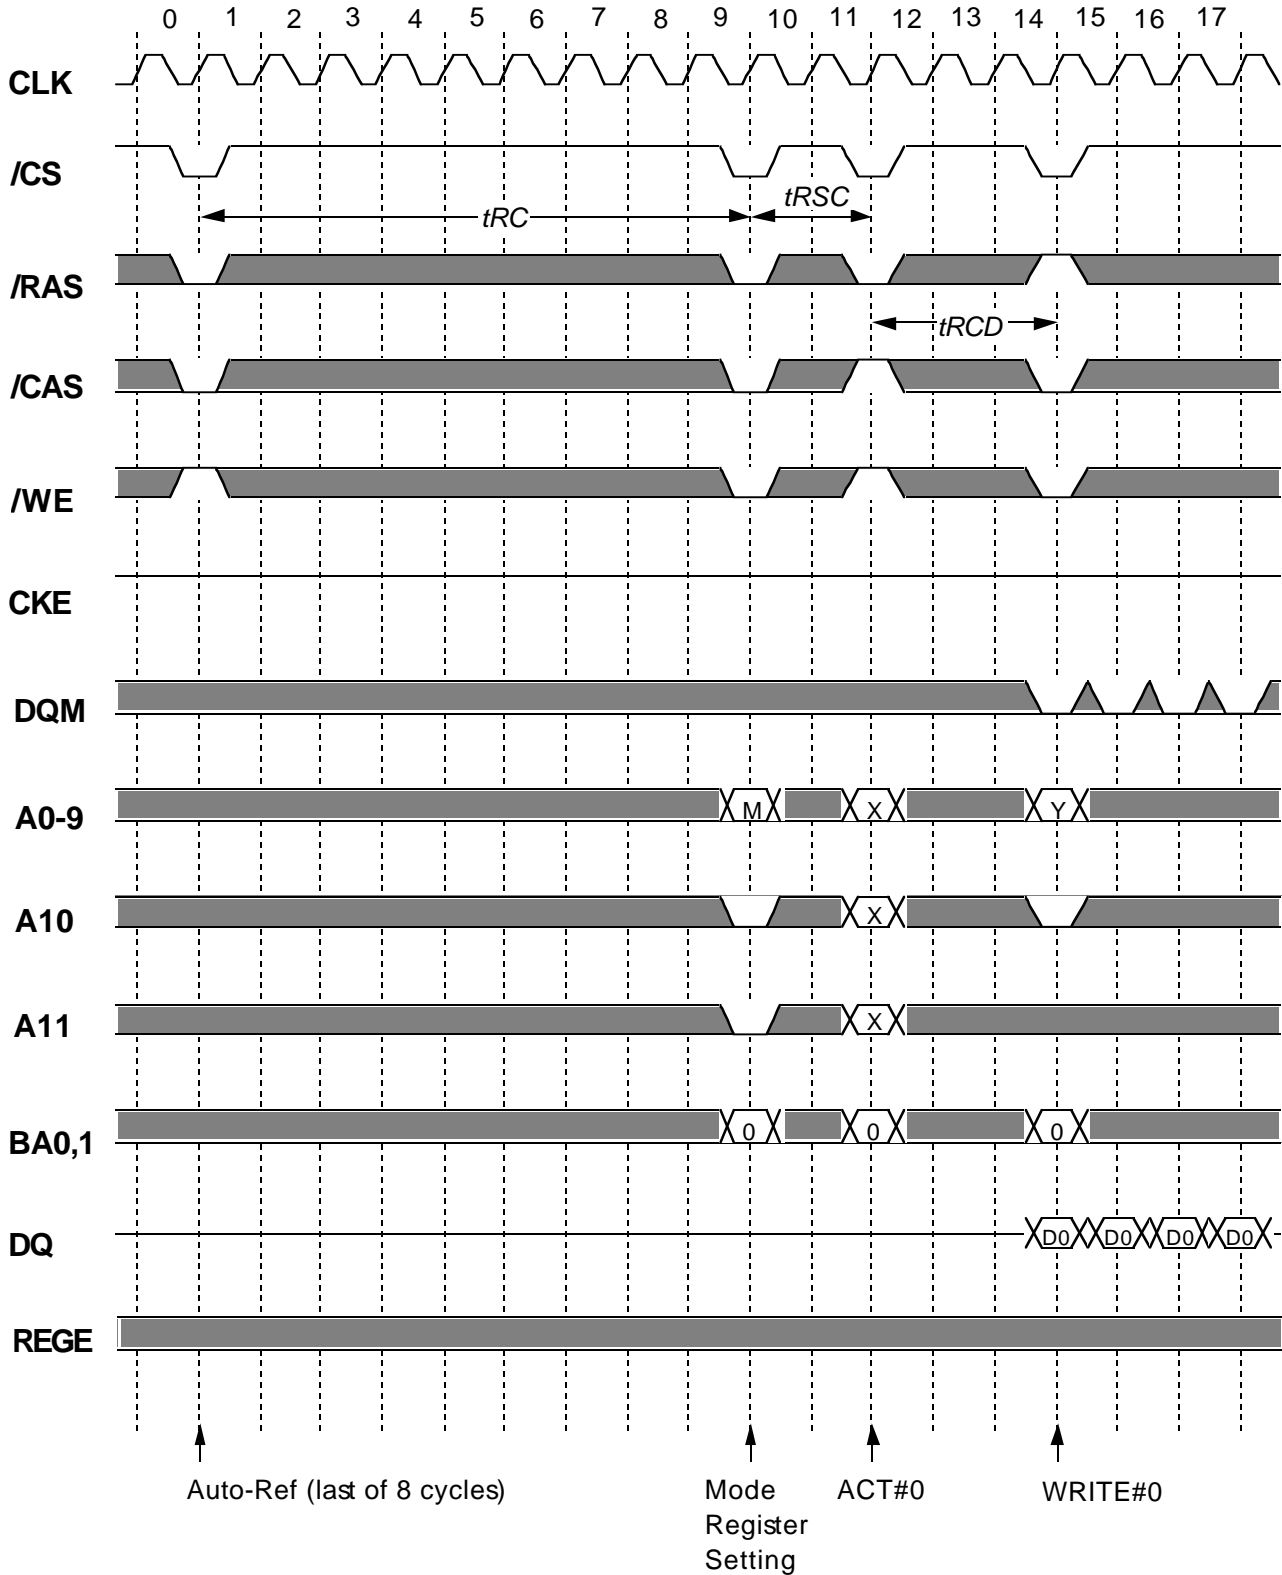 0 1 2 3 4 5 6 7 8 9 10 11 12 13 14 15 16 17
CLK
/CS
tRSC
tRC
/RAS
tRCD
/CAS
/WE
CKE
DQM
A0-9 M X Y
A10 X
A11 X
BA0,1 0 0 0
DQ D0 D0 D0 D0
REGE
Auto-Ref (last of 8 cycles) Mode ACT#0 WRITE#0
Register
Setting